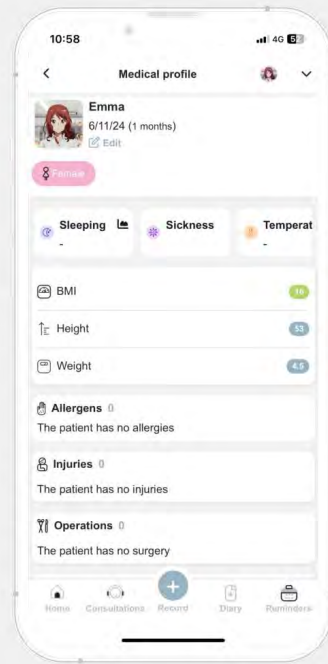 10:58
4G 52
Medical profile
Emma
6/11/24 (1 months)
Edit
Female
Sleeping
-
Sickness
Temperat
-
BMI 16
Height 53
Weight 4.5
Allergens 0
The patient has no allergies
Injuries 0
The patient has no injuries
Operations 0
The patient has no surgery
Home Consultations Record Diary Reminders